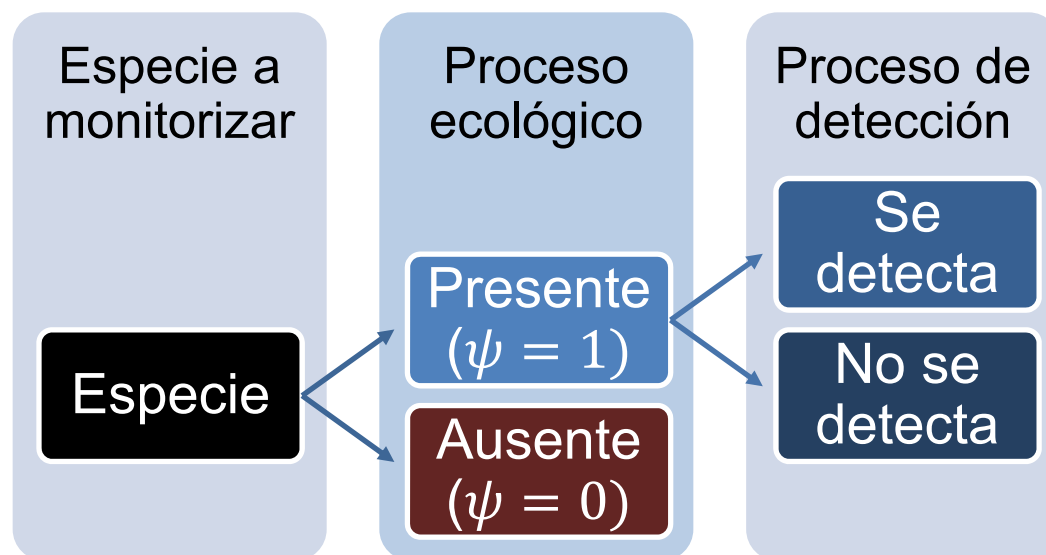 Especie a
monitorizar
Proceso
ecológico
Proceso de
detección
Especie
Presente
(ψ = 1)
Ausente
(ψ = 0)
Se
detecta
No se
detecta